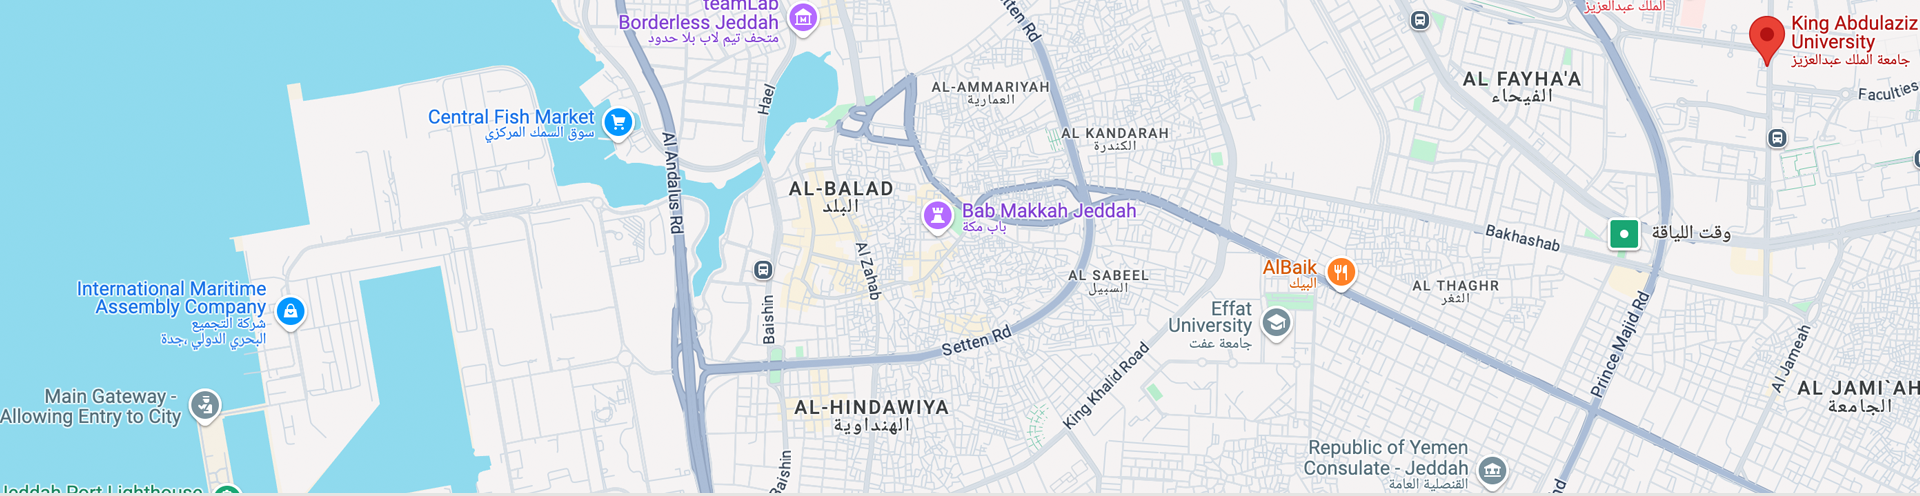 teamLab
Borderless Jeddah
متحف تيم لاب بلا حدود
Setten Rd
الملك عبدالعزيز
King Abdulaziz
University
جامعة الملك عبدالعزيز
Central Fish Market
سوق السمك المركزي
Hael
AL-AMMARIYAH
العمارية
AL FAYHA'A
الفيحاء
Faculties
Al Andalus Rd
AL KANDARAH
الكندرة
AL-BALAD
البلد
Bab Makkah Jeddah
باب مكة
Bakhashab
وقت اللياقة
Al Zahab
AL SABEEL
السبيل
AlBaik
البيك
AL THAGHR
الثغر
International Maritime
Assembly Company
شركة التجميع
البحري الدولي ،جدة
Baishin
Effat
University
جامعة عفت
Setten Rd
King Khalid Road
Prince Majid Rd
Al Jameah
Main Gateway -
Allowing Entry to City
AL-HINDAWIYA
الهنداوية
AL JAMI`AH
الجامعة
Republic of Yemen
Consulate - Jeddah
القنصلية العامة
Baishin
Jeddah Port Lighthouse